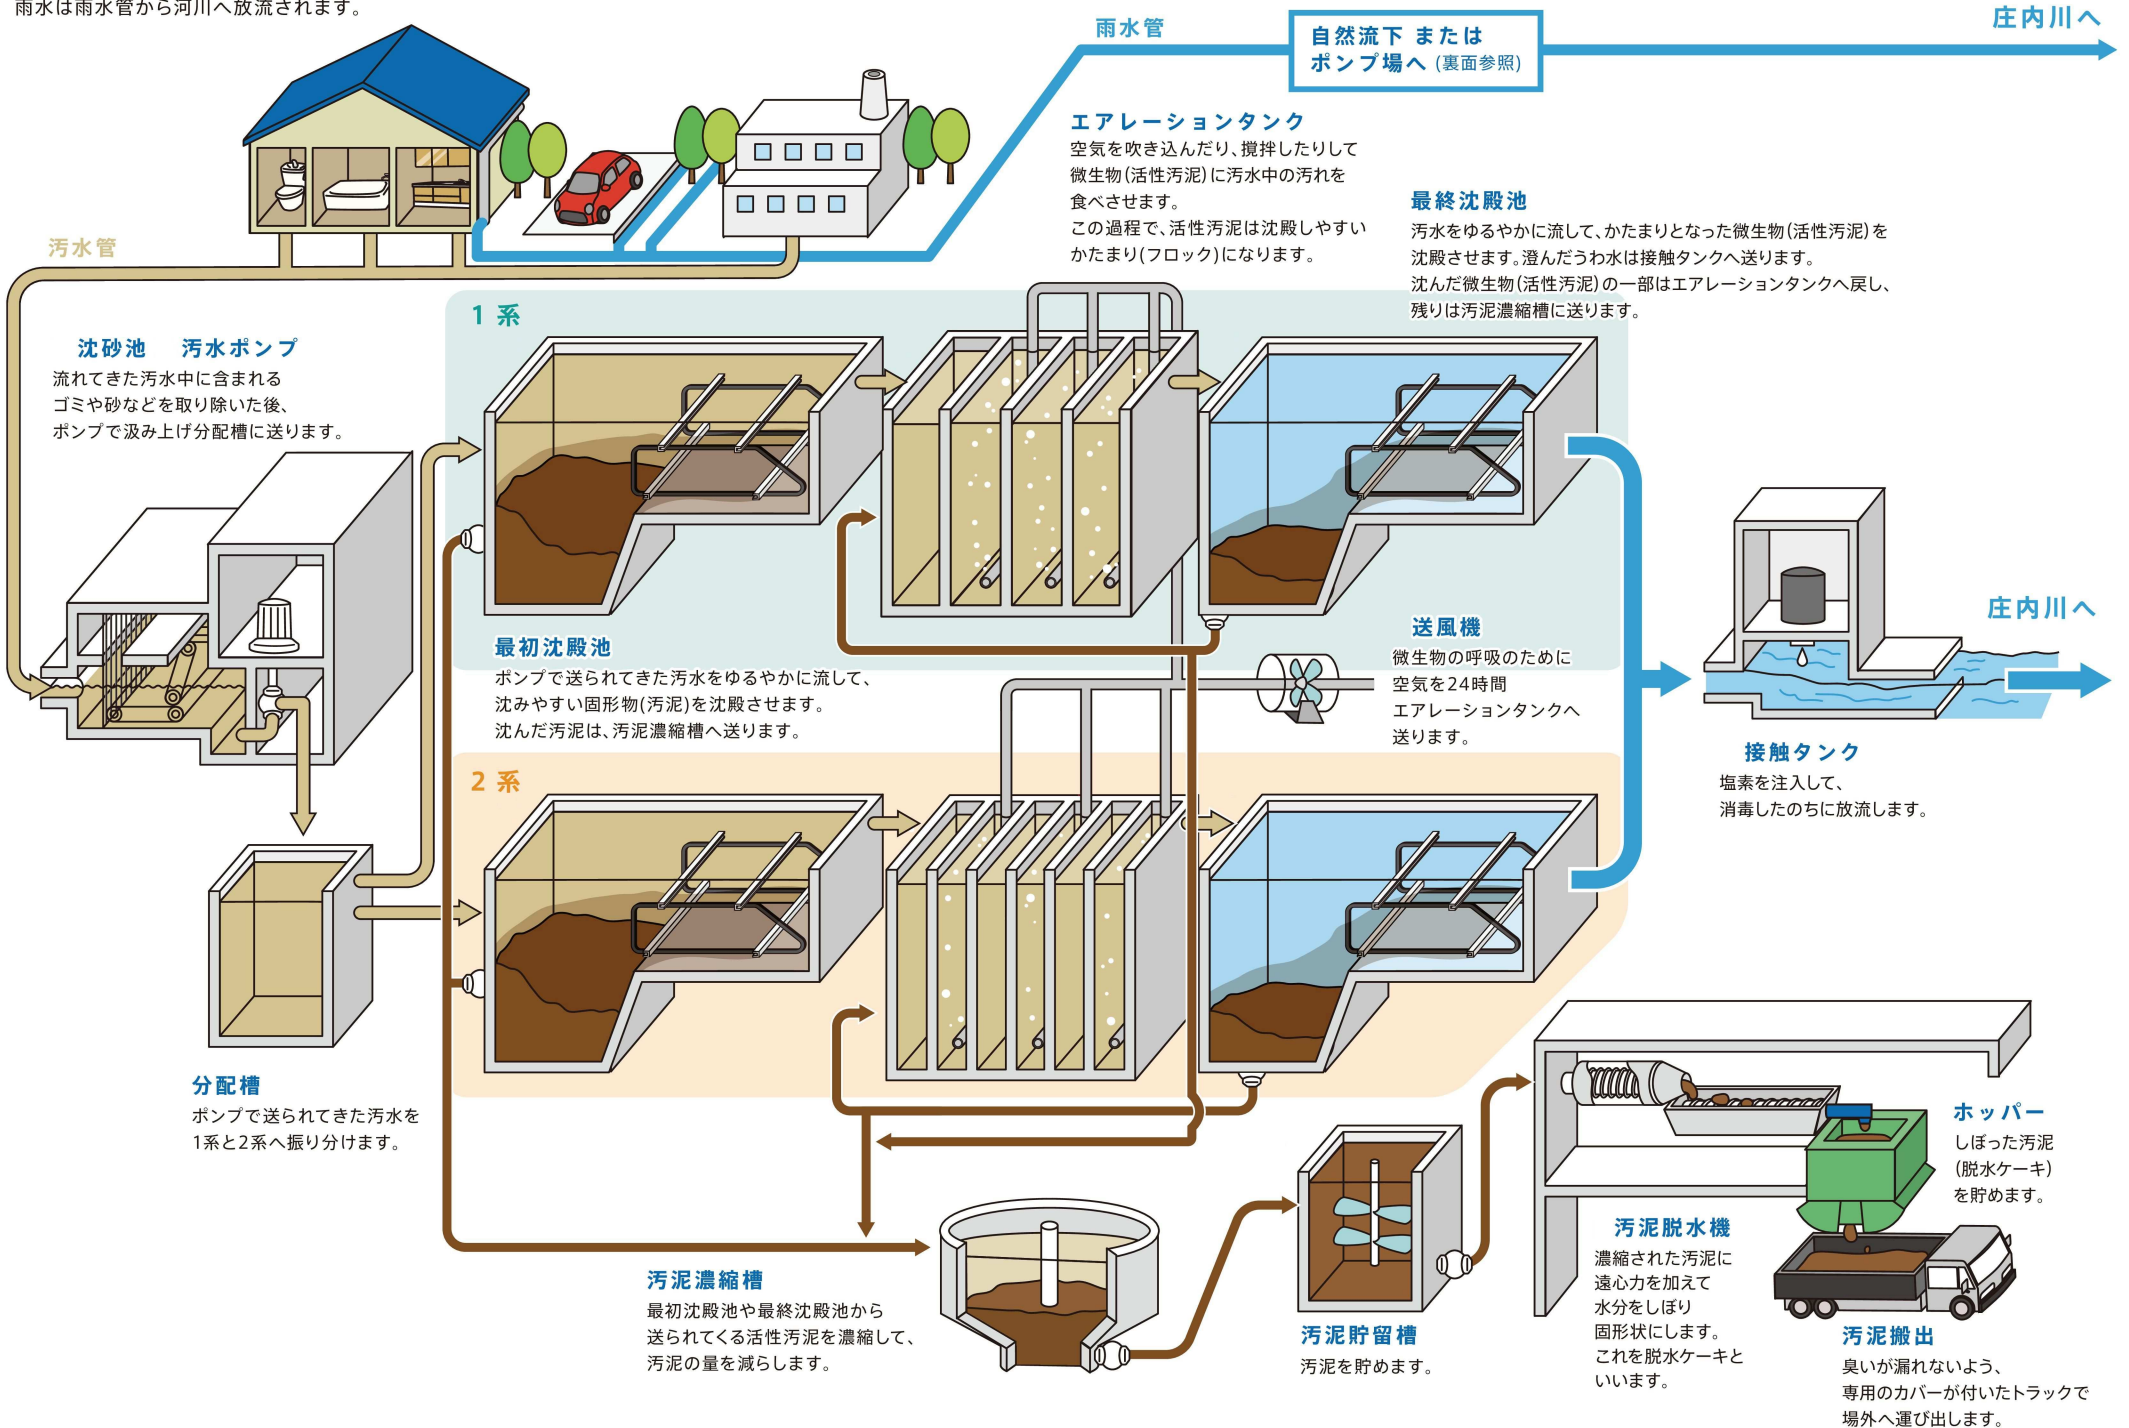 雨水は雨水管から河川へ放流されます。
雨水管
自然流下 または
ポンプ場へ (裏面参照)
庄内川へ
汚水管
エアレーションタンク
空気を吹き込んだり、撹拌したりして
微生物(活性汚泥)に汚水中の汚れを
食べさせます。
この過程で、活性汚泥は沈殿しやすい
かたまり(フロック)になります。
最終沈殿池
汚水をゆるやかに流して、かたまりとなった微生物(活性汚泥)を
沈殿させます。澄んだうわ水は接触タンクへ送ります。
沈んだ微生物(活性汚泥)の一部はエアレーションタンクへ戻し、
残りは汚泥濃縮槽に送ります。
1系
沈砂池 汚水ポンプ
流れてきた汚水中に含まれる
ゴミや砂などを取り除いた後、
ポンプで汲み上げ分配槽に送ります。
最初沈殿池
ポンプで送られてきた汚水をゆるやかに流して、
沈みやすい固形物(汚泥)を沈殿させます。
沈んだ汚泥は、汚泥濃縮槽へ送ります。
送風機
微生物の呼吸のために
空気を24時間
エアレーションタンクへ
送ります。
庄内川へ
接触タンク
塩素を注入して、
消毒したのちに放流します。
2系
分配槽
ポンプで送られてきた汚水を
1系と2系へ振り分けます。
汚泥濃縮槽
最初沈殿池や最終沈殿池から
送られてくる活性汚泥を濃縮して、
汚泥の量を減らします。
汚泥貯留槽
汚泥を貯めます。
汚泥脱水機
濃縮された汚泥に
遠心力を加えて
水分をしぼり
固形状にします。
これを脱水ケーキと
いいます。
ホッパー
しぼった汚泥
(脱水ケーキ)
を貯めます。
汚泥搬出
臭いが漏れないよう、
専用のカバーが付いたトラックで
場外へ運び出します。